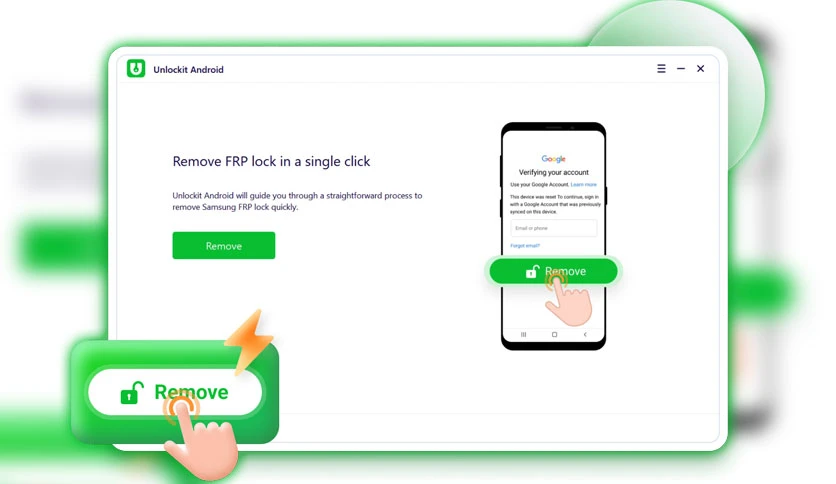 Unlockit Android
Remove FRP lock in a single click
Unlockit Android will guide you through a straightforward process to
remove Samsung FRP lock quickly.
Remove
Google
Verifying your account
Use your Google Account. Learn more
This device was reset To continue, sign in
with a Google Account that was previously
synced on this device.
Email or phone
Forgot email?
Remove
Remove